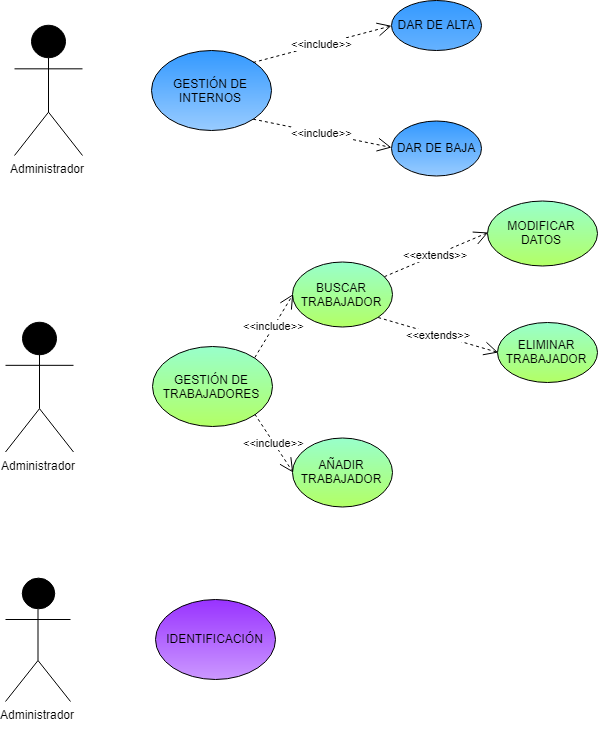 DAR DE ALTA
<<include>>
GESTIÓN DE
INTERNOS
<<include>>
DAR DE BAJA
Administrador
MODIFICAR
DATOS
<<extends>>
BUSCAR
TRABAJADOR
<<include>>
<<extends>>
ELIMINAR
TRABAJADOR
GESTIÓN DE
TRABAJADORES
<<include>>
AÑADIR
TRABAJADOR
Administrador
IDENTIFICACIÓN
Administrador